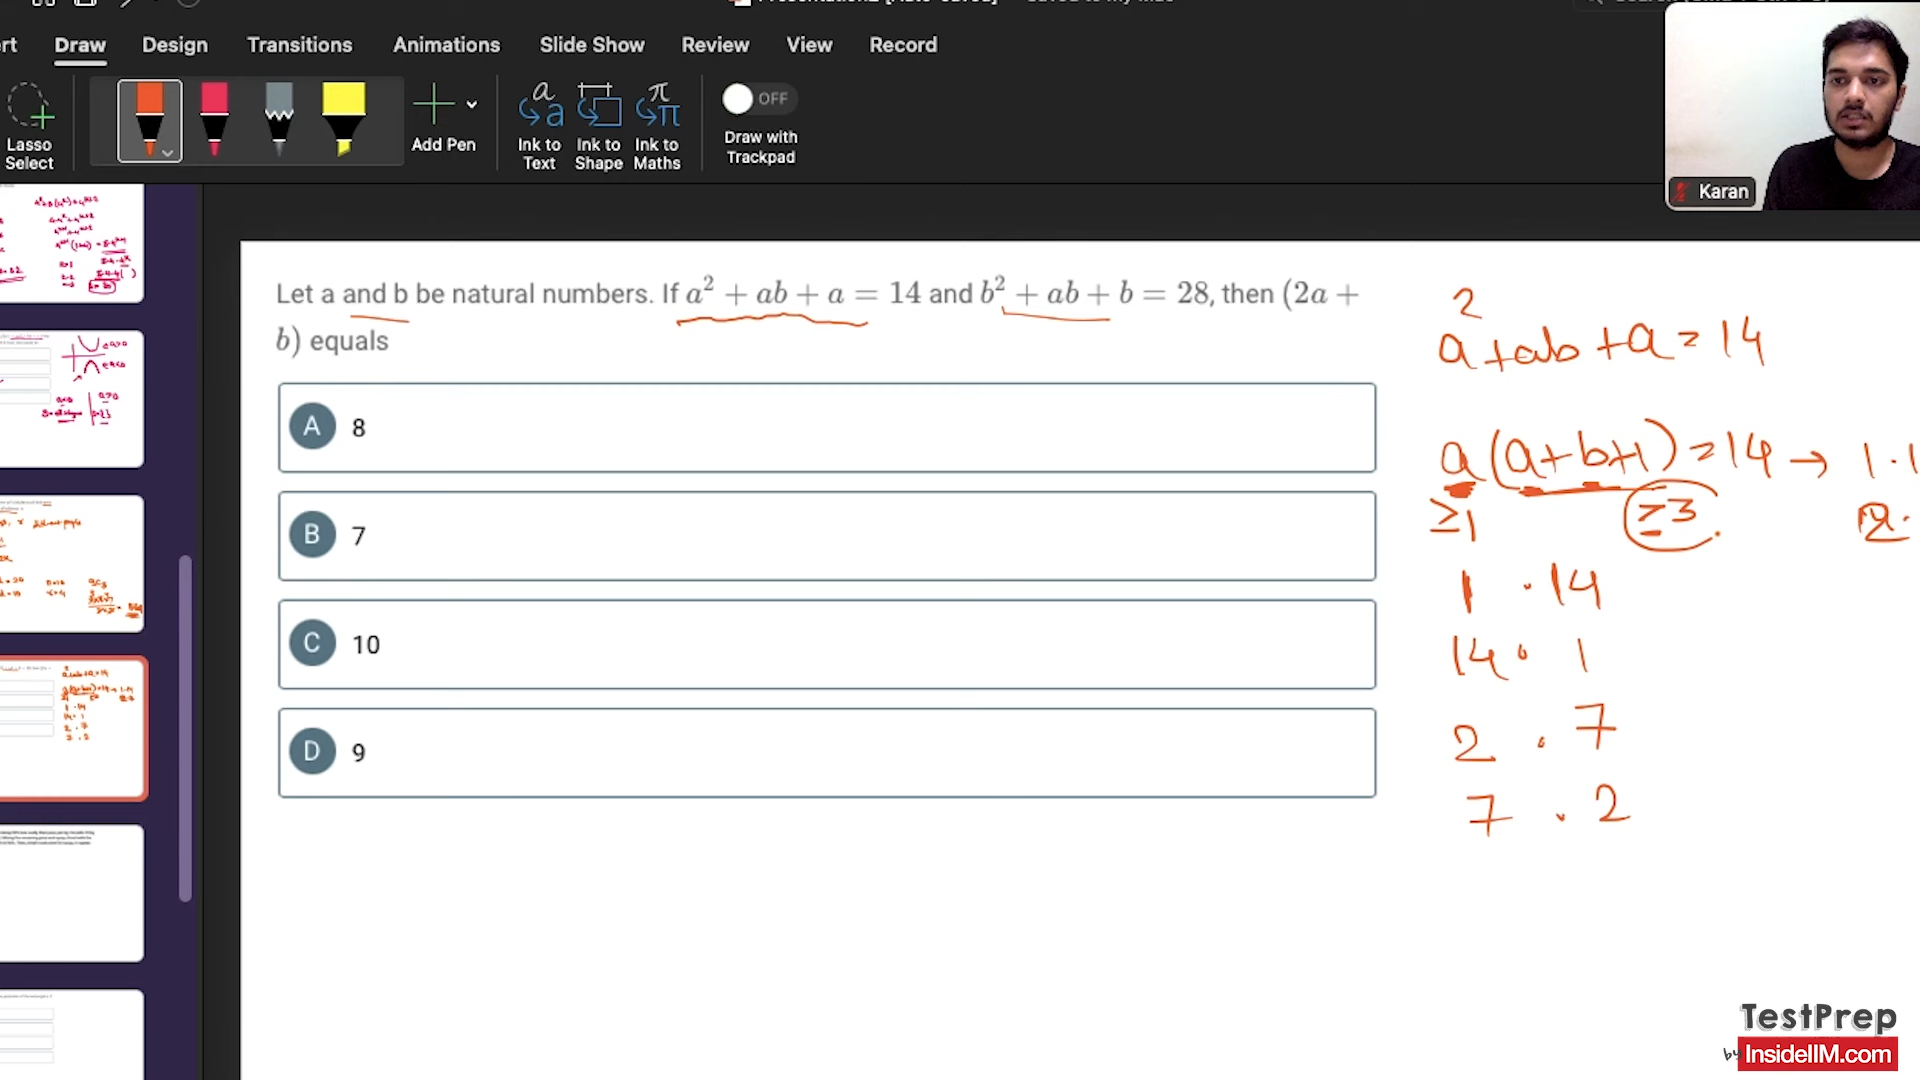 Draw Design Transitions Animations Slide Show Review View Record
Lasso Select
Add Pen
Ink to Text
Ink to Shape
Ink to Maths
OFF
Draw with Trackpad
Karan
Let a and b be natural numbers. If a² + ab + a = 14 and b² + ab + b = 28, then (2a +
b) equals
A 8
B 7
C 10
D 9
a² + ab + a = 14
a (a + b + 1) = 14 →
≥1 ≥3
1 · 14
14 · 1
2 · 7
7 · 2
TestPrep
by InsideIIM.com